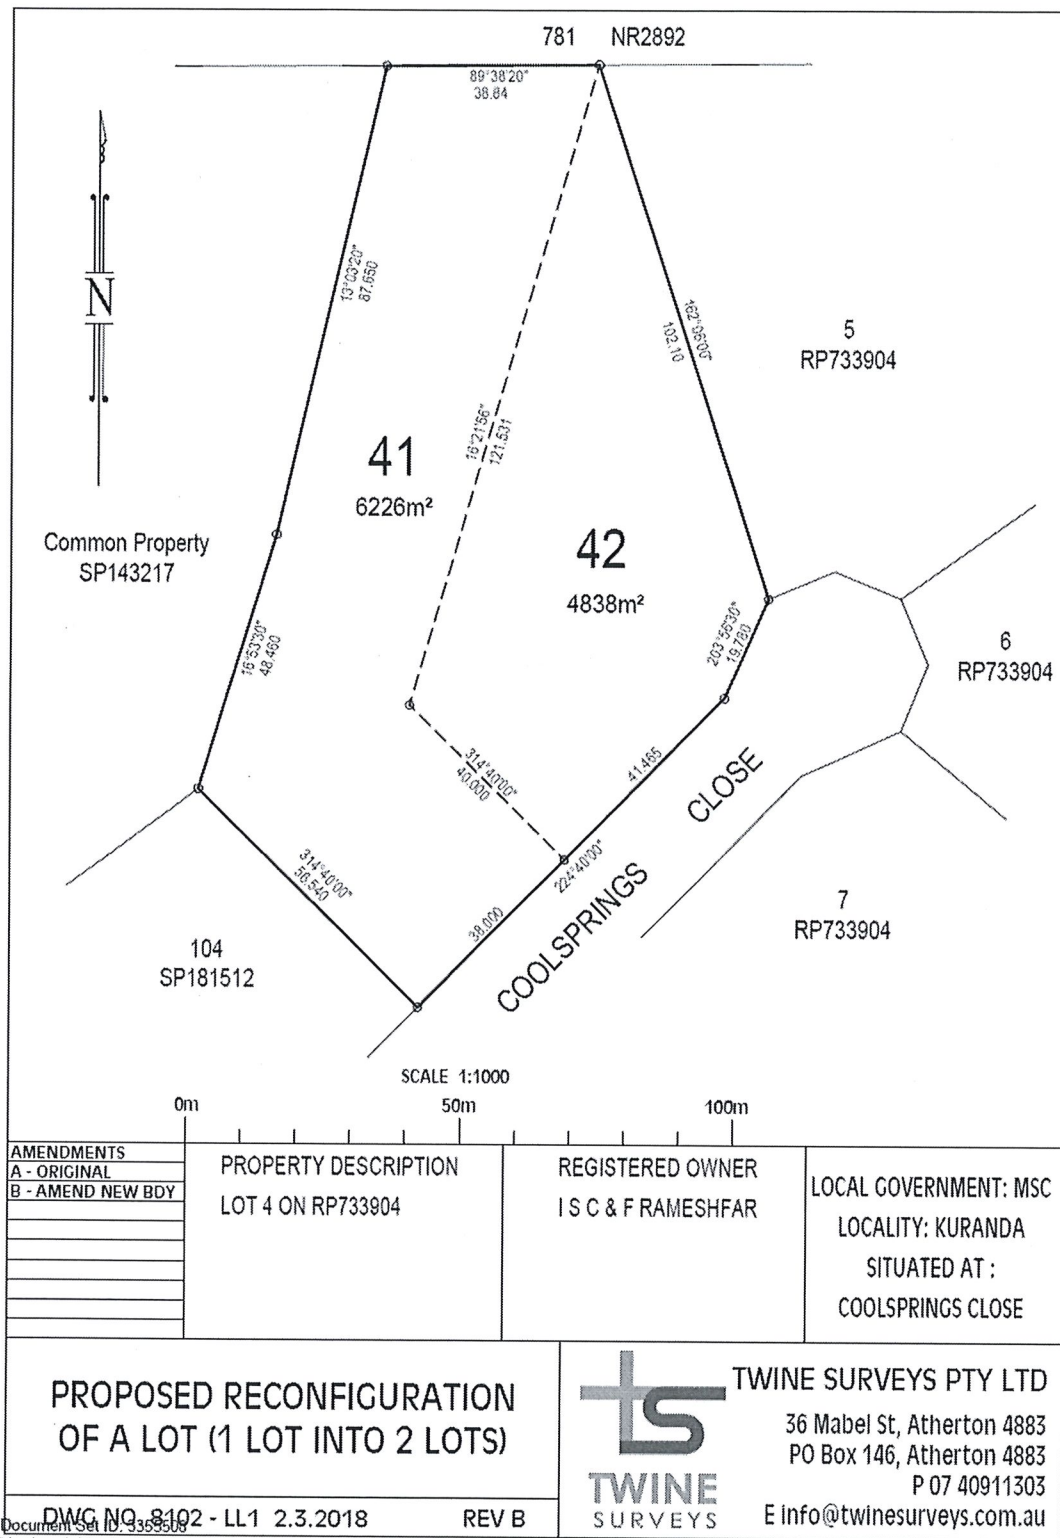 781 NR2892
89°38'20"
38.84
13°03'20"
87.650
162°06'00"
102.10
5
RP733904
N
16°21'56"
121.531
41
6226m²
42
4838m²
Common Property
SP143217
16°53'30"
48.460
203°56'30"
19.780
6
RP733904
314°40'00"
40.000
41.465
COOLSPRINGS CLOSE
224°40'00"
314°40'00"
56.540
38.000
7
RP733904
104
SP181512
SCALE 1:1000
0m 50m 100m
AMENDMENTS
A - ORIGINAL
B - AMEND NEW BDY
PROPERTY DESCRIPTION
LOT 4 ON RP733904
REGISTERED OWNER
I S C & F RAMESHFAR
LOCAL GOVERNMENT: MSC
LOCALITY: KURANDA
SITUATED AT :
COOLSPRINGS CLOSE
PROPOSED RECONFIGURATION
OF A LOT (1 LOT INTO 2 LOTS)
DWG NO. 8102 - LL1 2.3.2018 REV B
Document Set ID: 3355508
TWINE
SURVEYS
TWINE SURVEYS PTY LTD
36 Mabel St, Atherton 4883
PO Box 146, Atherton 4883
P 07 40911303
E info@twinesurveys.com.au